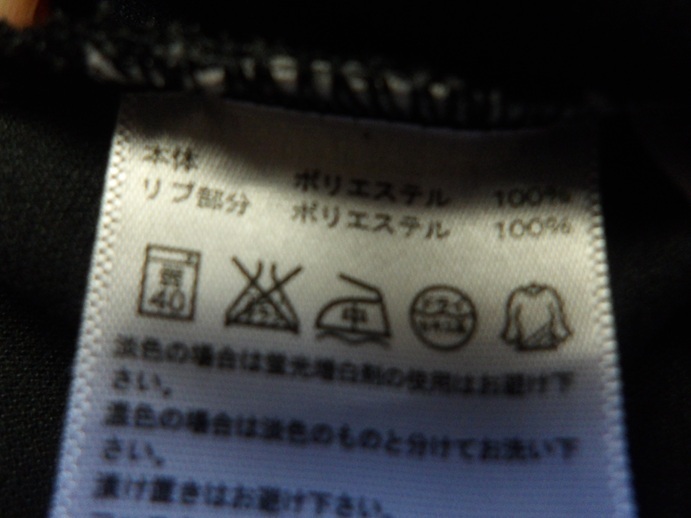 本体 ポリエステル 100%
リブ部分 ポリエステル 100%
40
中
ドライ
淡色の場合は蛍光増白剤の使用はお避け下
さい。
濃色の場合は淡色のものと分けてお洗い下
さい。
漬け置きはお避け下さい。